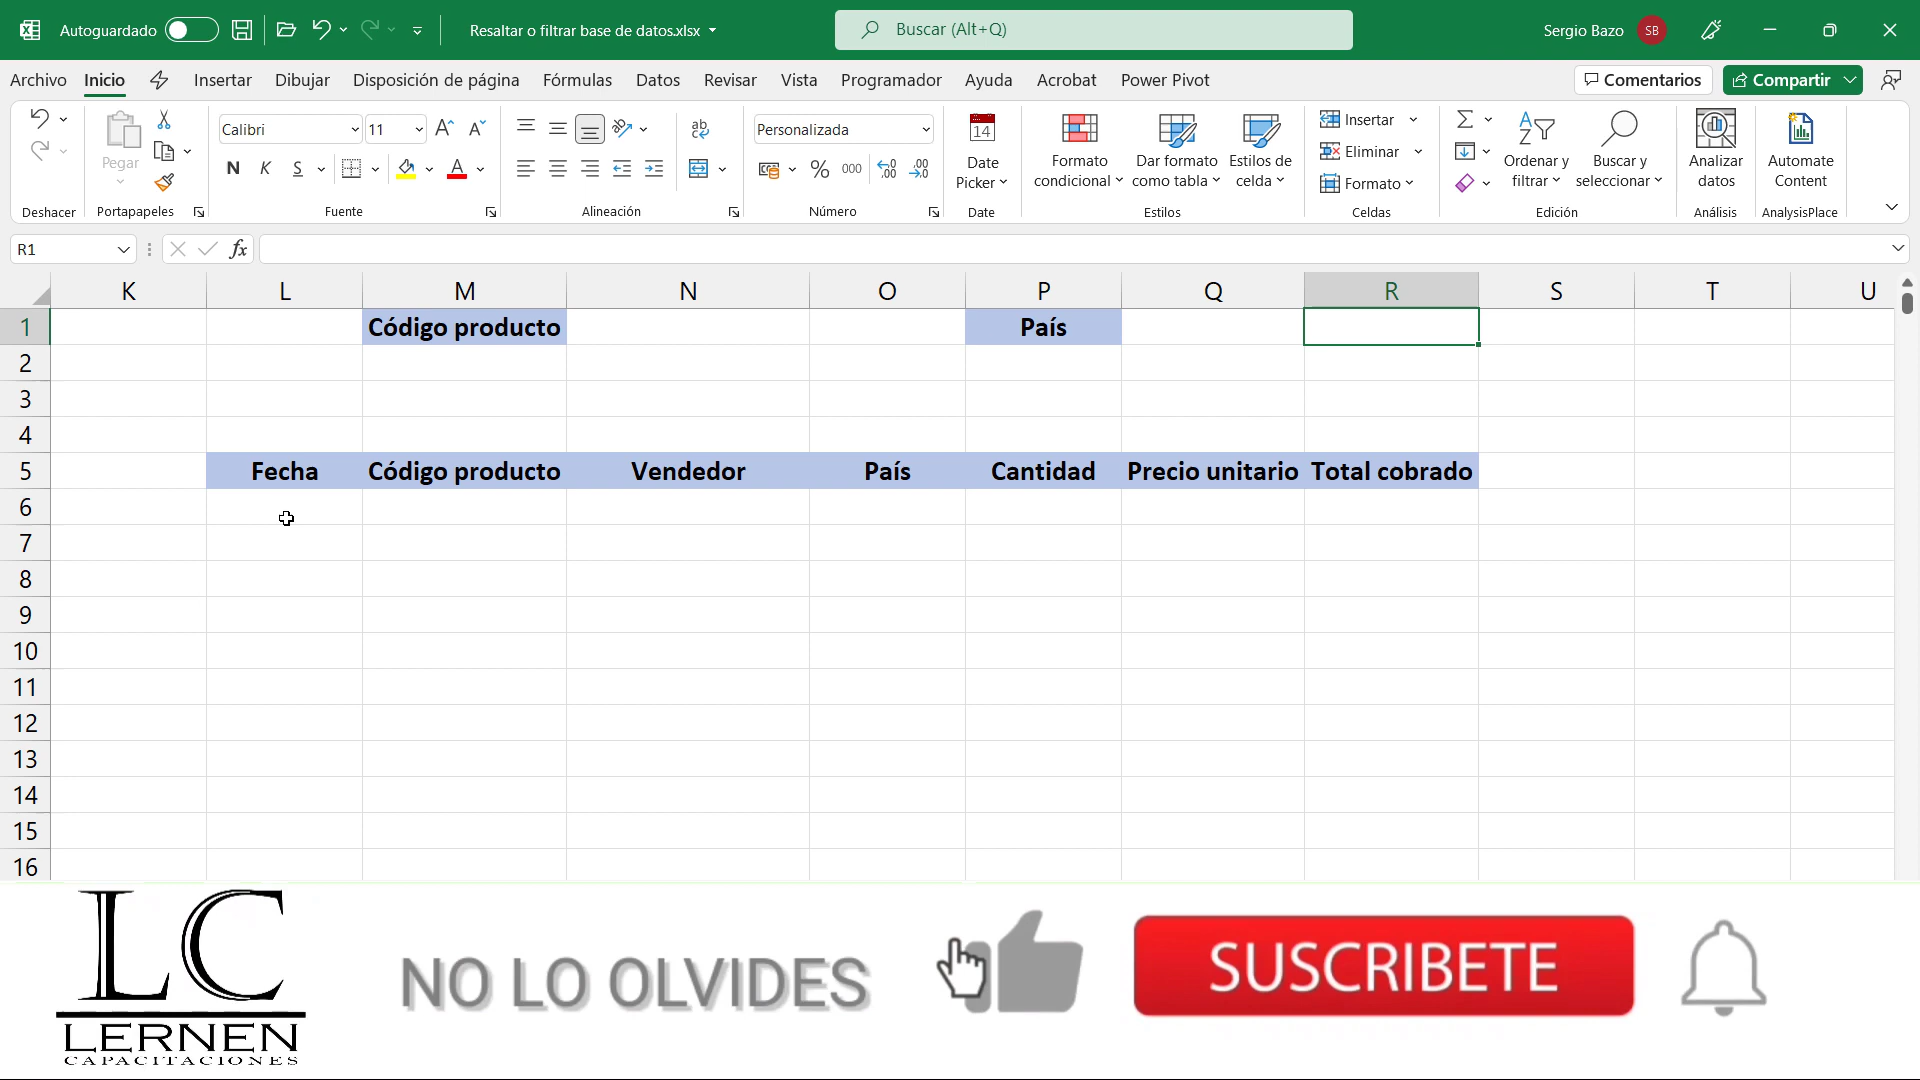 Autoguardado
Resaltar o filtrar base de datos.xlsx
Buscar (Alt+Q)
Sergio Bazo
SB
Archivo Inicio Insertar Dibujar Disposición de página Fórmulas Datos Revisar Vista Programador Ayuda Acrobat Power Pivot
Comentarios
Compartir
Pegar
Calibri 11
N K S
ab
Personalizada
% 000
14
Date
Picker
Formato
condicional
Dar formato
como tabla
Estilos de
celda
Insertar
Eliminar
Formato
Ordenar y
filtrar
Buscar y
seleccionar
Analizar
datos
Automate
Content
Deshacer Portapapeles Fuente Alineación Número Date Estilos Celdas Edición Análisis AnalysisPlace
R1
fx
K L M N O P Q R S T U
1 Código producto País
2
3
4
5 Fecha Código producto Vendedor País Cantidad Precio unitario Total cobrado
6
7
8
9
10
11
12
13
14
15
16
LC
LERNEN
CAPACITACIONES
NO LO OLVIDES
SUSCRIBETE